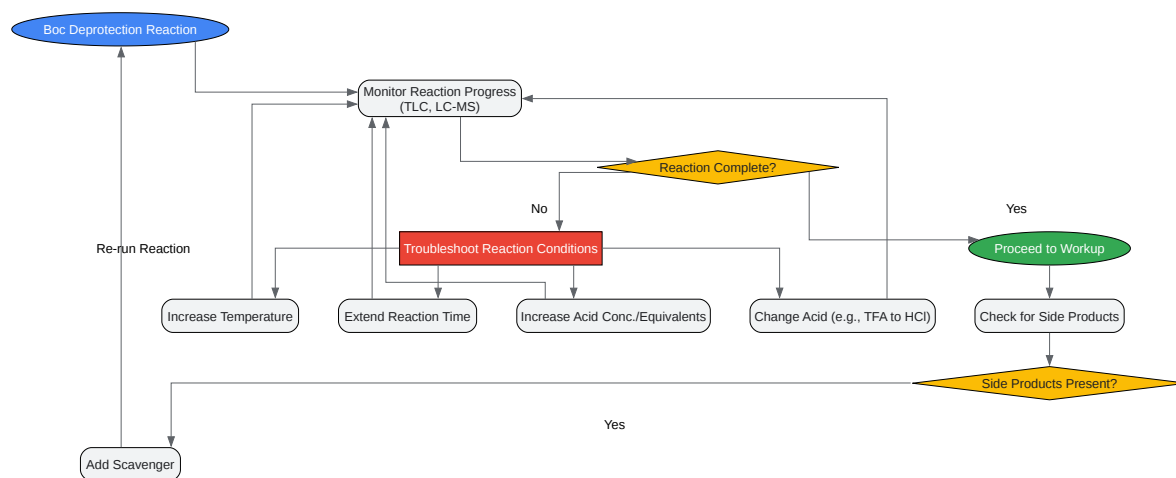 Boc Deprotection Reaction
Monitor Reaction Progress
(TLC, LC-MS)
Reaction Complete?
No
Yes
Re-run Reaction
Troubleshoot Reaction Conditions
Proceed to Workup
Increase Temperature
Extend Reaction Time
Increase Acid Conc./Equivalents
Change Acid (e.g., TFA to HCl)
Check for Side Products
Side Products Present?
Yes
Add Scavenger